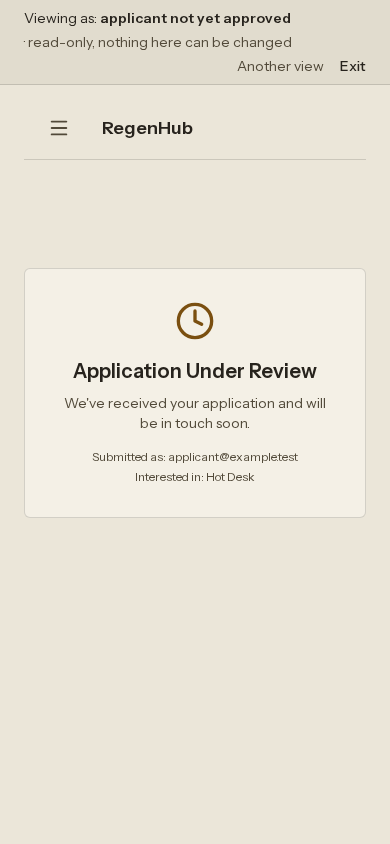 Viewing as: applicant not yet approved
· read-only, nothing here can be changed
Another view Exit
RegenHub
Application Under Review
We've received your application and will
be in touch soon.
Submitted as: applicant@example.test
Interested in: Hot Desk